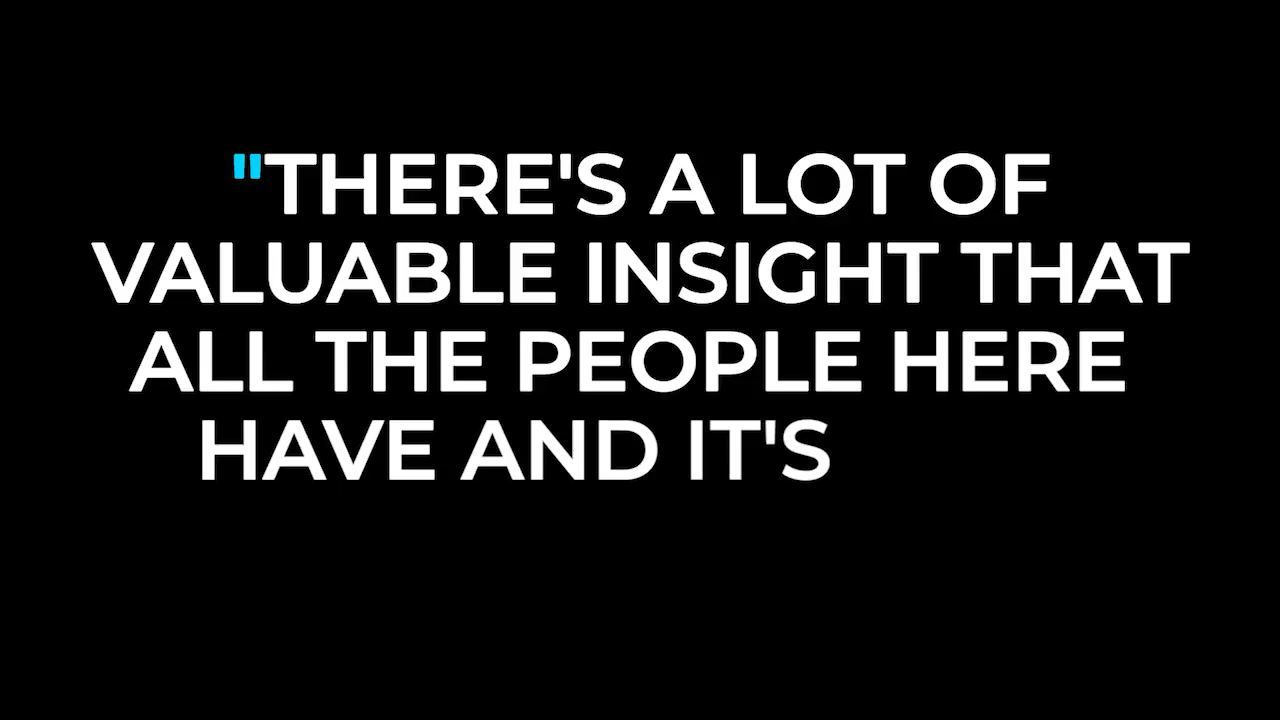 "THERE'S A LOT OF
VALUABLE INSIGHT THAT
ALL THE PEOPLE HERE
HAVE AND IT'S